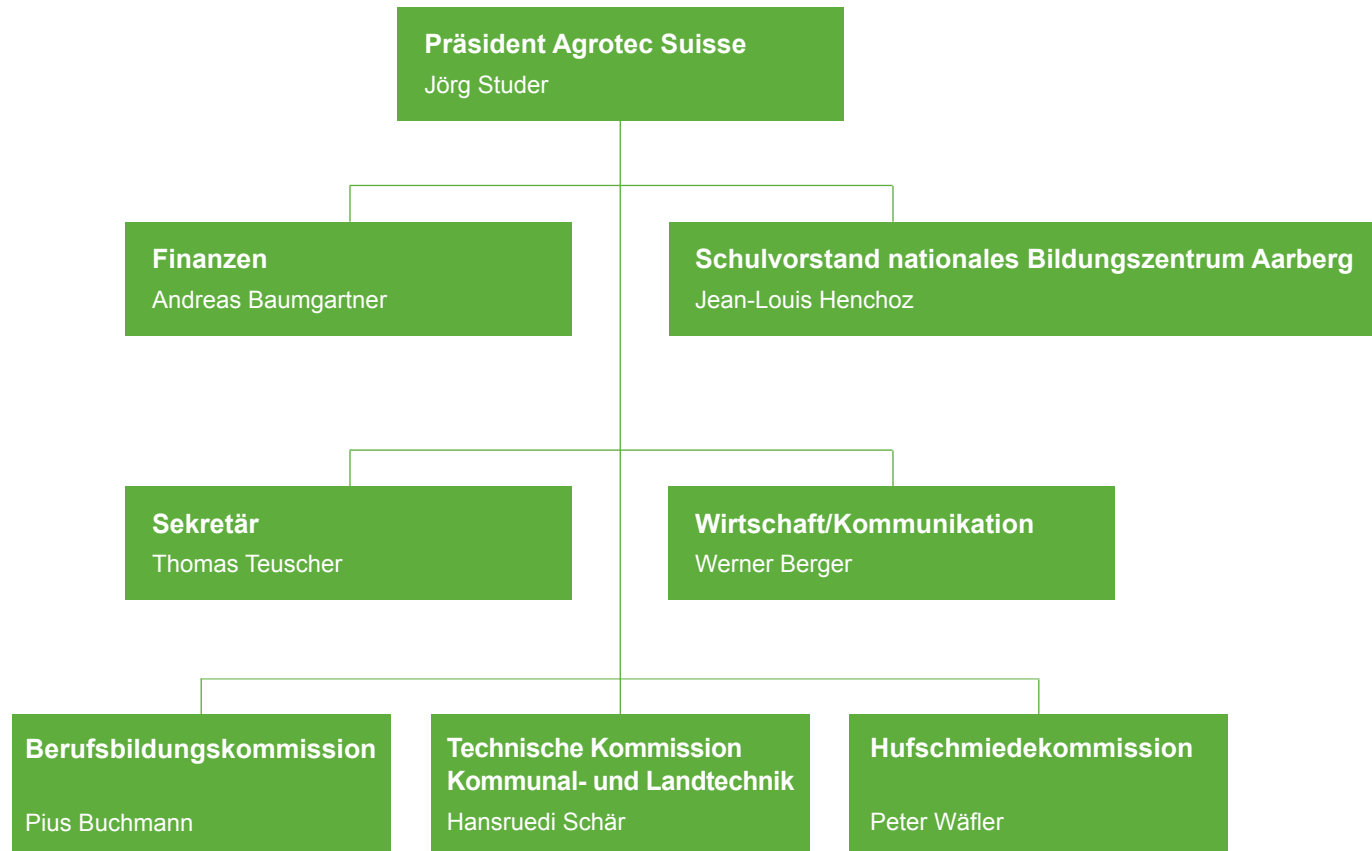 Präsident Agrotec Suisse
Jörg Studer
Finanzen
Andreas Baumgartner
Schulvorstand nationales Bildungszentrum Aarberg
Jean-Louis Henchoz
Sekretär
Thomas Teuscher
Wirtschaft/Kommunikation
Werner Berger
Berufsbildungskommission
Pius Buchmann
Technische Kommission
Kommunal- und Landtechnik
Hansruedi Schär
Hufschmiedekommission
Peter Wäfler